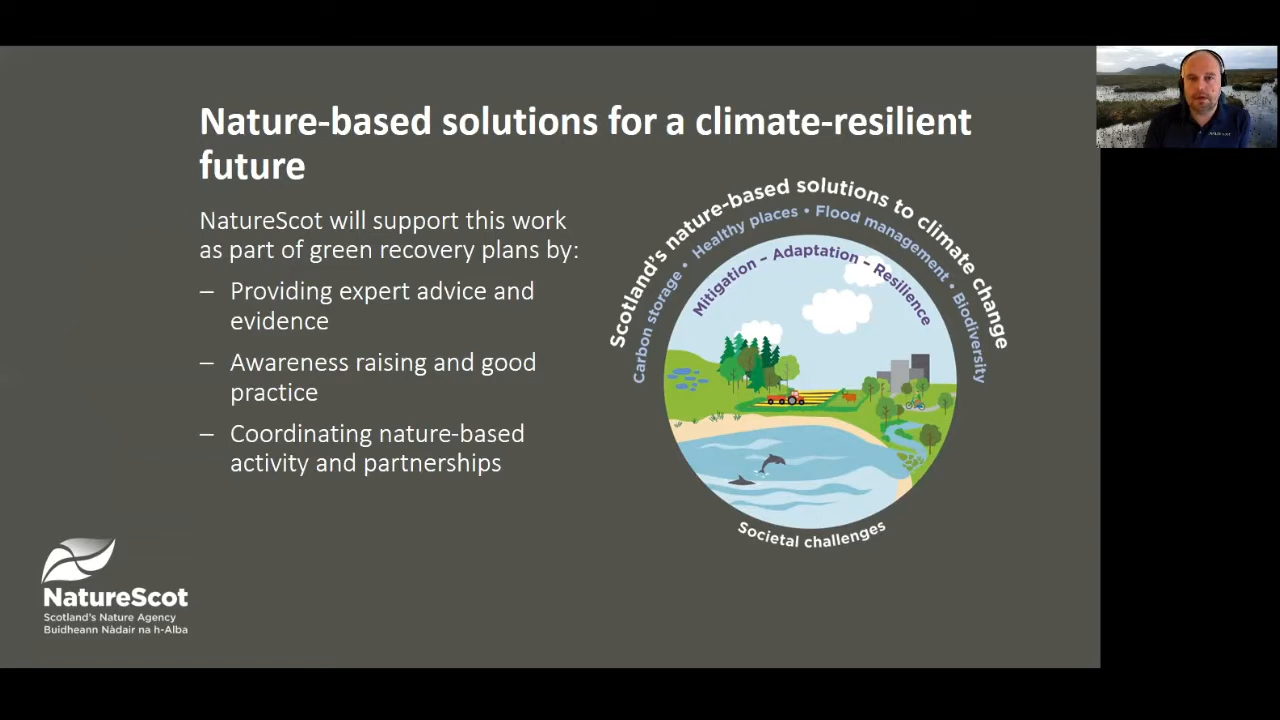 Nature-based solutions for a climate-resilient
future
NatureScot will support this work
as part of green recovery plans by:
– Providing expert advice and
evidence
– Awareness raising and good
practice
– Coordinating nature-based
activity and partnerships
Scotland's nature-based solutions to climate change
Carbon storage • Healthy places • Flood management • Biodiversity
Mitigation – Adaptation – Resilience
Societal challenges
NatureScot
Scotland's Nature Agency
Buidheann Nàdair na h-Alba